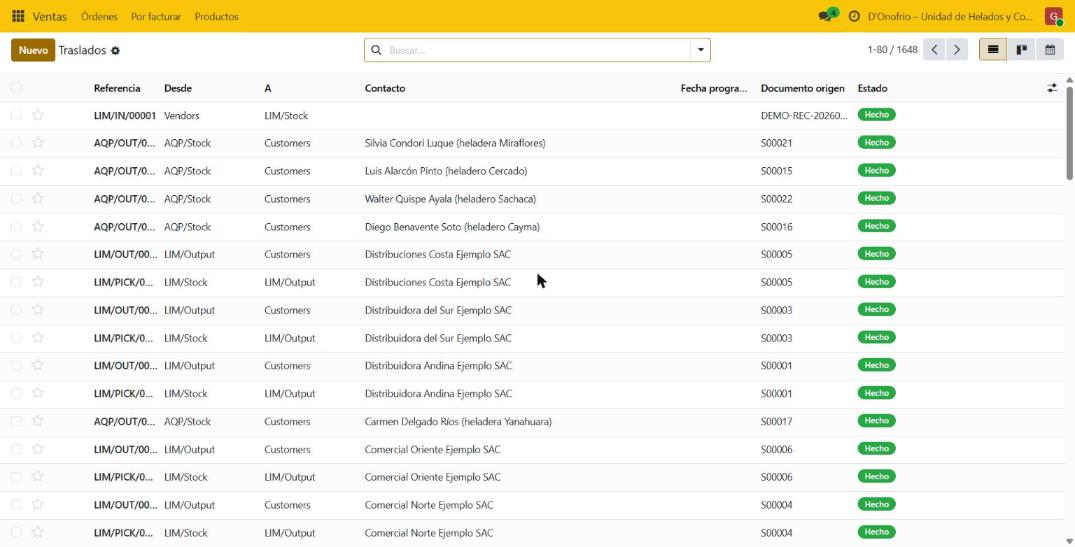 Ventas Órdenes Por facturar Productos 4 D'Onofrio – Unidad de Helados y Co... G
Nuevo Traslados Buscar... 1-80 / 1648
Referencia Desde A Contacto Fecha progra... Documento origen Estado
LIM/IN/00001 Vendors LIM/Stock DEMO-REC-20260... Hecho
AQP/OUT/0... AQP/Stock Customers Silvia Condori Luque (heladera Miraflores) S00021 Hecho
AQP/OUT/0... AQP/Stock Customers Luis Alarcón Pinto (heladero Cercado) S00015 Hecho
AQP/OUT/0... AQP/Stock Customers Walter Quispe Ayala (heladero Sachaca) S00022 Hecho
AQP/OUT/0... AQP/Stock Customers Diego Benavente Soto (heladero Cayma) S00016 Hecho
LIM/OUT/00... LIM/Output Customers Distribuciones Costa Ejemplo SAC S00005 Hecho
LIM/PICK/0... LIM/Stock LIM/Output Distribuciones Costa Ejemplo SAC S00005 Hecho
LIM/OUT/00... LIM/Output Customers Distribuidora del Sur Ejemplo SAC S00003 Hecho
LIM/PICK/0... LIM/Stock LIM/Output Distribuidora del Sur Ejemplo SAC S00003 Hecho
LIM/OUT/00... LIM/Output Customers Distribuidora Andina Ejemplo SAC S00001 Hecho
LIM/PICK/0... LIM/Stock LIM/Output Distribuidora Andina Ejemplo SAC S00001 Hecho
AQP/OUT/0... AQP/Stock Customers Carmen Delgado Ríos (heladera Yanahuara) S00017 Hecho
LIM/OUT/00... LIM/Output Customers Comercial Oriente Ejemplo SAC S00006 Hecho
LIM/PICK/0... LIM/Stock LIM/Output Comercial Oriente Ejemplo SAC S00006 Hecho
LIM/OUT/00... LIM/Output Customers Comercial Norte Ejemplo SAC S00004 Hecho
LIM/PICK/0... LIM/Stock LIM/Output Comercial Norte Ejemplo SAC S00004 Hecho